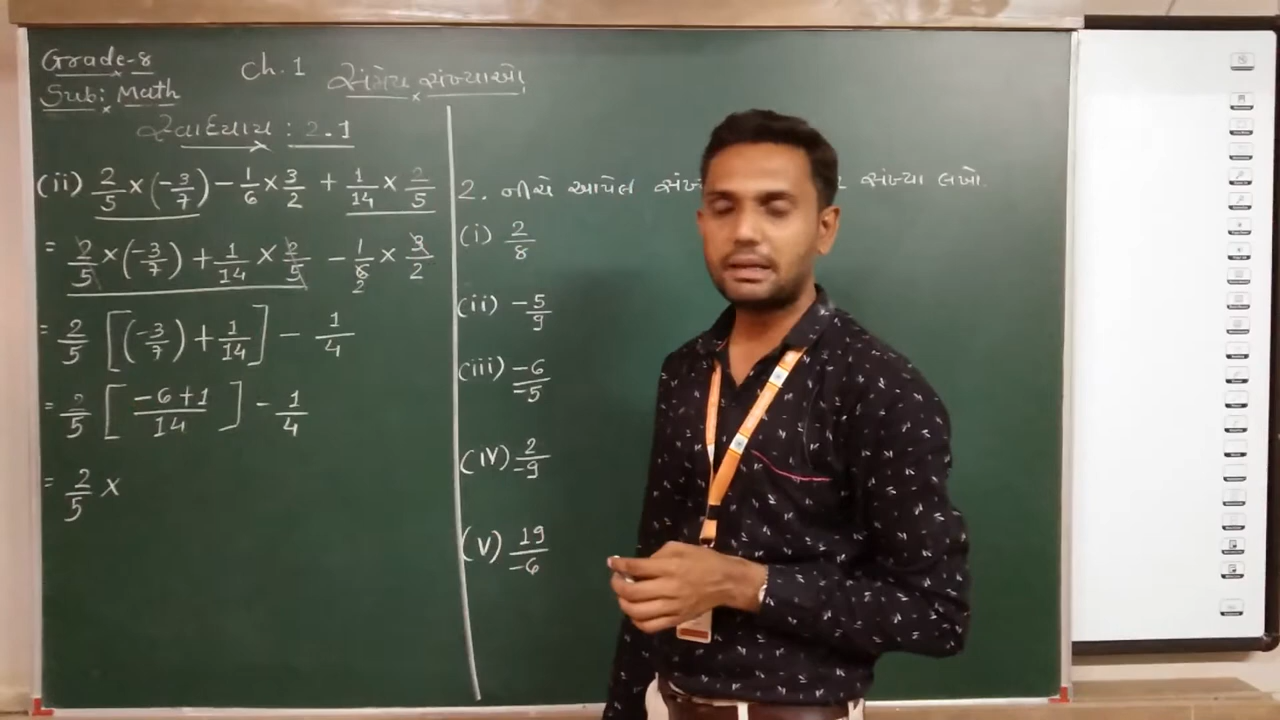 Grade-8
Ch.1
સંમેય સંખ્યાઓ
Sub: Math
સ્વાધ્યાય : 2.1
(ii) 2/5 × (-3/7) - 1/6 × 3/2 + 1/14 × 2/5
= 2/5 × (-3/7) + 1/14 × 2/5 - 1/6 × 3/2
2
= 2/5 [(-3/7) + 1/14] - 1/4
= 2/5 [(-6+1)/14] - 1/4
= 2/5 ×
2. નીચે આપેલ સંખ્યા લખો.
(i) 2/8
(ii) -5/9
(iii) -6/-5
(iv) 2/-9
(v) 19/-6